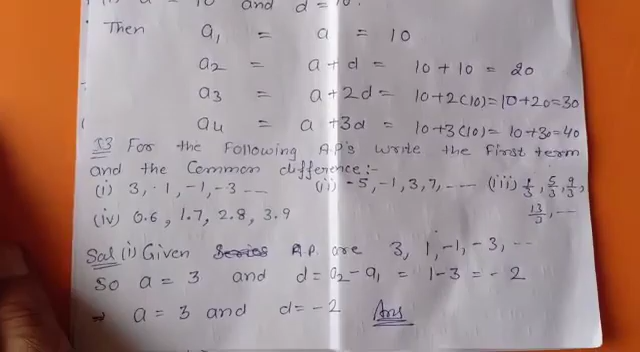 a = 10 and d = 10.
Then a1 = a = 10
a2 = a+d = 10+10 = 20
a3 = a+2d = 10+2(10)=10+20=30
a4 = a+3d = 10+3(10)=10+30=40
For the following A.P's write the first term
and the Common difference:-
(i) 3, 1, -1, -3 --- (ii) -5, -1, 3, 7, --- (iii) 1/3, 5/3, 9/3,
13/3, ---
(iv) 0.6, 1.7, 2.8, 3.9
Sol (i) Given A.P. are 3, 1, -1, -3, --
So a = 3 and d = a2 - a1 = 1-3 = -2
⇒ a = 3 and d = -2 Ans